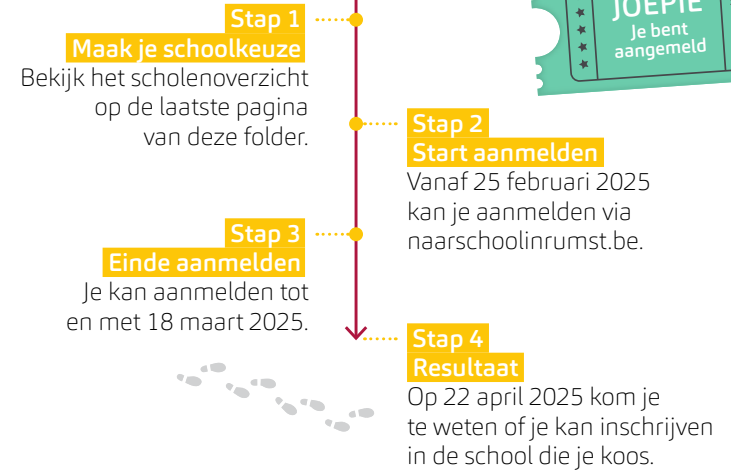 Stap 1
Maak je schoolkeuze
Bekijk het scholenoverzicht
op de laatste pagina
van deze folder.
JOEPIE
Je bent
aangemeld
Stap 2
Start aanmelden
Vanaf 25 februari 2025
kan je aanmelden via
naarschoolinrumst.be.
Stap 3
Einde aanmelden
Je kan aanmelden tot
en met 18 maart 2025.
Stap 4
Resultaat
Op 22 april 2025 kom je
te weten of je kan inschrijven
in de school die je koos.